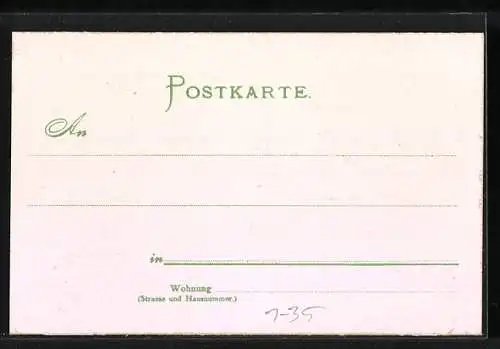 POSTKARTE.
An
in
Wohnung
(Strasse und Hausnummer.)
1-35